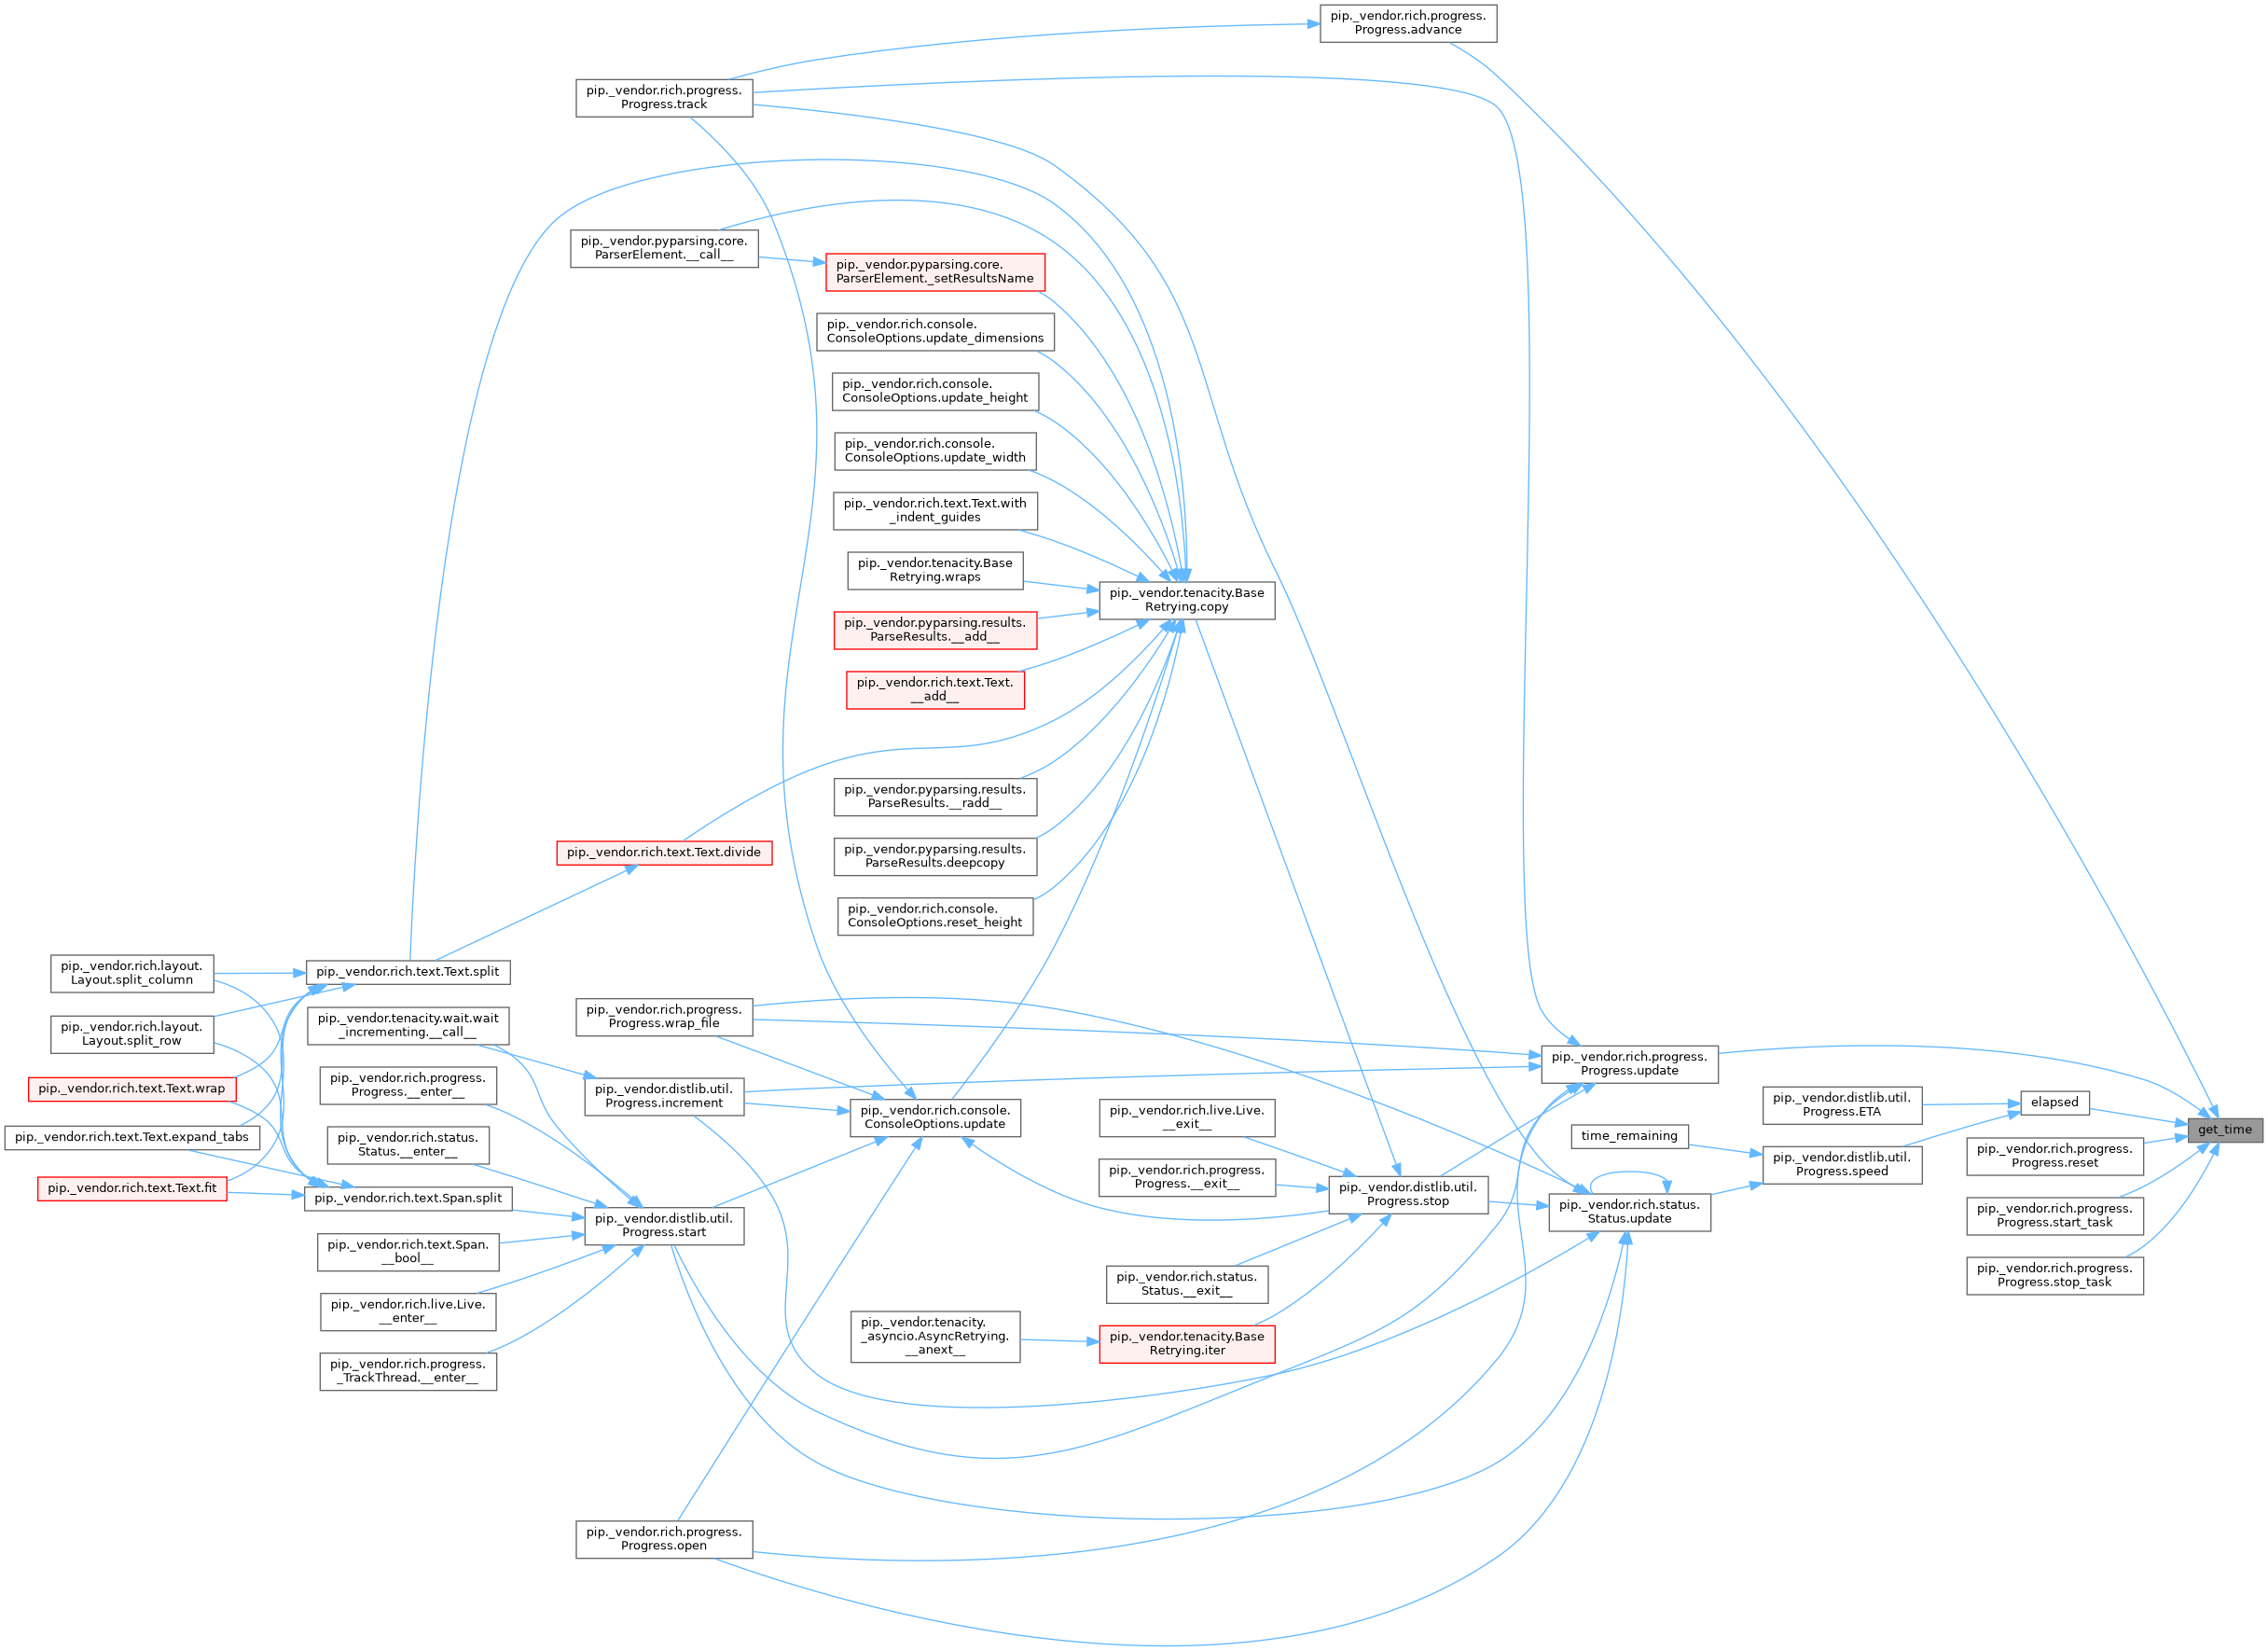 pip._vendor.rich.progress.
Progress.advance
pip._vendor.rich.progress.
Progress.track
pip._vendor.pyparsing.core.
ParserElement.__call__
pip._vendor.pyparsing.core.
ParserElement._setResultsName
pip._vendor.rich.console.
ConsoleOptions.update_dimensions
pip._vendor.rich.console.
ConsoleOptions.update_height
pip._vendor.rich.console.
ConsoleOptions.update_width
pip._vendor.rich.text.Text.with
_indent_guides
pip._vendor.tenacity.Base
Retrying.wraps
pip._vendor.tenacity.Base
Retrying.copy
pip._vendor.pyparsing.results.
ParseResults.__add__
pip._vendor.rich.text.Text.
__add__
pip._vendor.pyparsing.results.
ParseResults.__radd__
pip._vendor.rich.text.Text.divide
pip._vendor.pyparsing.results.
ParseResults.deepcopy
pip._vendor.rich.console.
ConsoleOptions.reset_height
pip._vendor.rich.layout.
Layout.split_column
pip._vendor.rich.text.Text.split
pip._vendor.rich.layout.
Layout.split_row
pip._vendor.tenacity.wait.wait
_incrementing.__call__
pip._vendor.rich.progress.
Progress.wrap_file
pip._vendor.rich.progress.
Progress.update
pip._vendor.rich.text.Text.wrap
pip._vendor.rich.progress.
Progress.__enter__
pip._vendor.distlib.util.
Progress.increment
pip._vendor.rich.console.
ConsoleOptions.update
pip._vendor.rich.live.Live.
__exit__
pip._vendor.distlib.util.
Progress.ETA
elapsed
get_time
pip._vendor.rich.text.Text.expand_tabs
pip._vendor.rich.status.
Status.__enter__
time_remaining
pip._vendor.rich.progress.
Progress.reset
pip._vendor.rich.progress.
Progress.__exit__
pip._vendor.distlib.util.
Progress.speed
pip._vendor.rich.text.Text.fit
pip._vendor.rich.text.Span.split
pip._vendor.distlib.util.
Progress.stop
pip._vendor.rich.status.
Status.update
pip._vendor.rich.progress.
Progress.start_task
pip._vendor.distlib.util.
Progress.start
pip._vendor.rich.text.Span.
__bool__
pip._vendor.rich.status.
Status.__exit__
pip._vendor.rich.progress.
Progress.stop_task
pip._vendor.rich.live.Live.
__enter__
pip._vendor.tenacity.
_asyncio.AsyncRetrying.
__anext__
pip._vendor.tenacity.Base
Retrying.iter
pip._vendor.rich.progress.
_TrackThread.__enter__
pip._vendor.rich.progress.
Progress.open